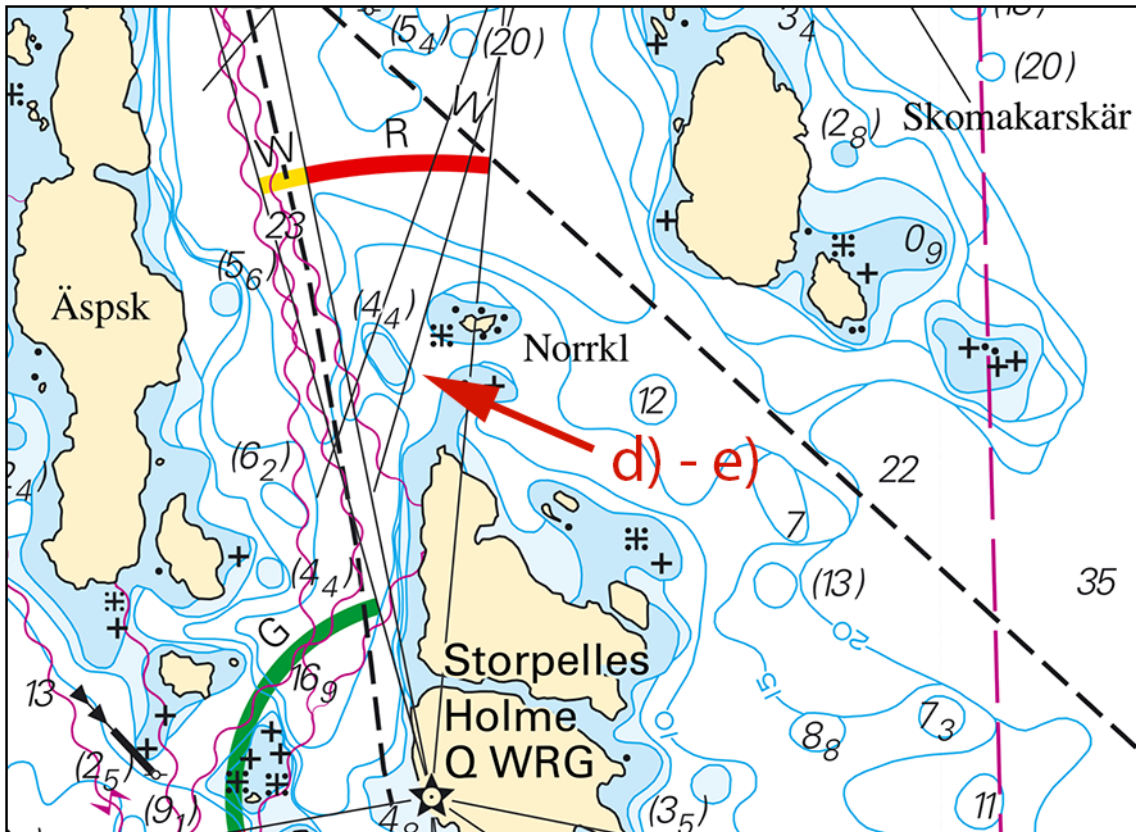 (5₄)
(20)
3₄
(20)
Skomakarskär
W
R
W
(2₈)
23
0₉
(5₆)
Äspsk
(4₄)
Norrkl
12
d) - e)
(6₂)
22
7
(4₄)
(13)
35
G
20
Storpelles
16₉
13
15
Holme
10
7₃
8₈
Q WRG
(2₅)
(9₁)
4₈
(3₅)
11